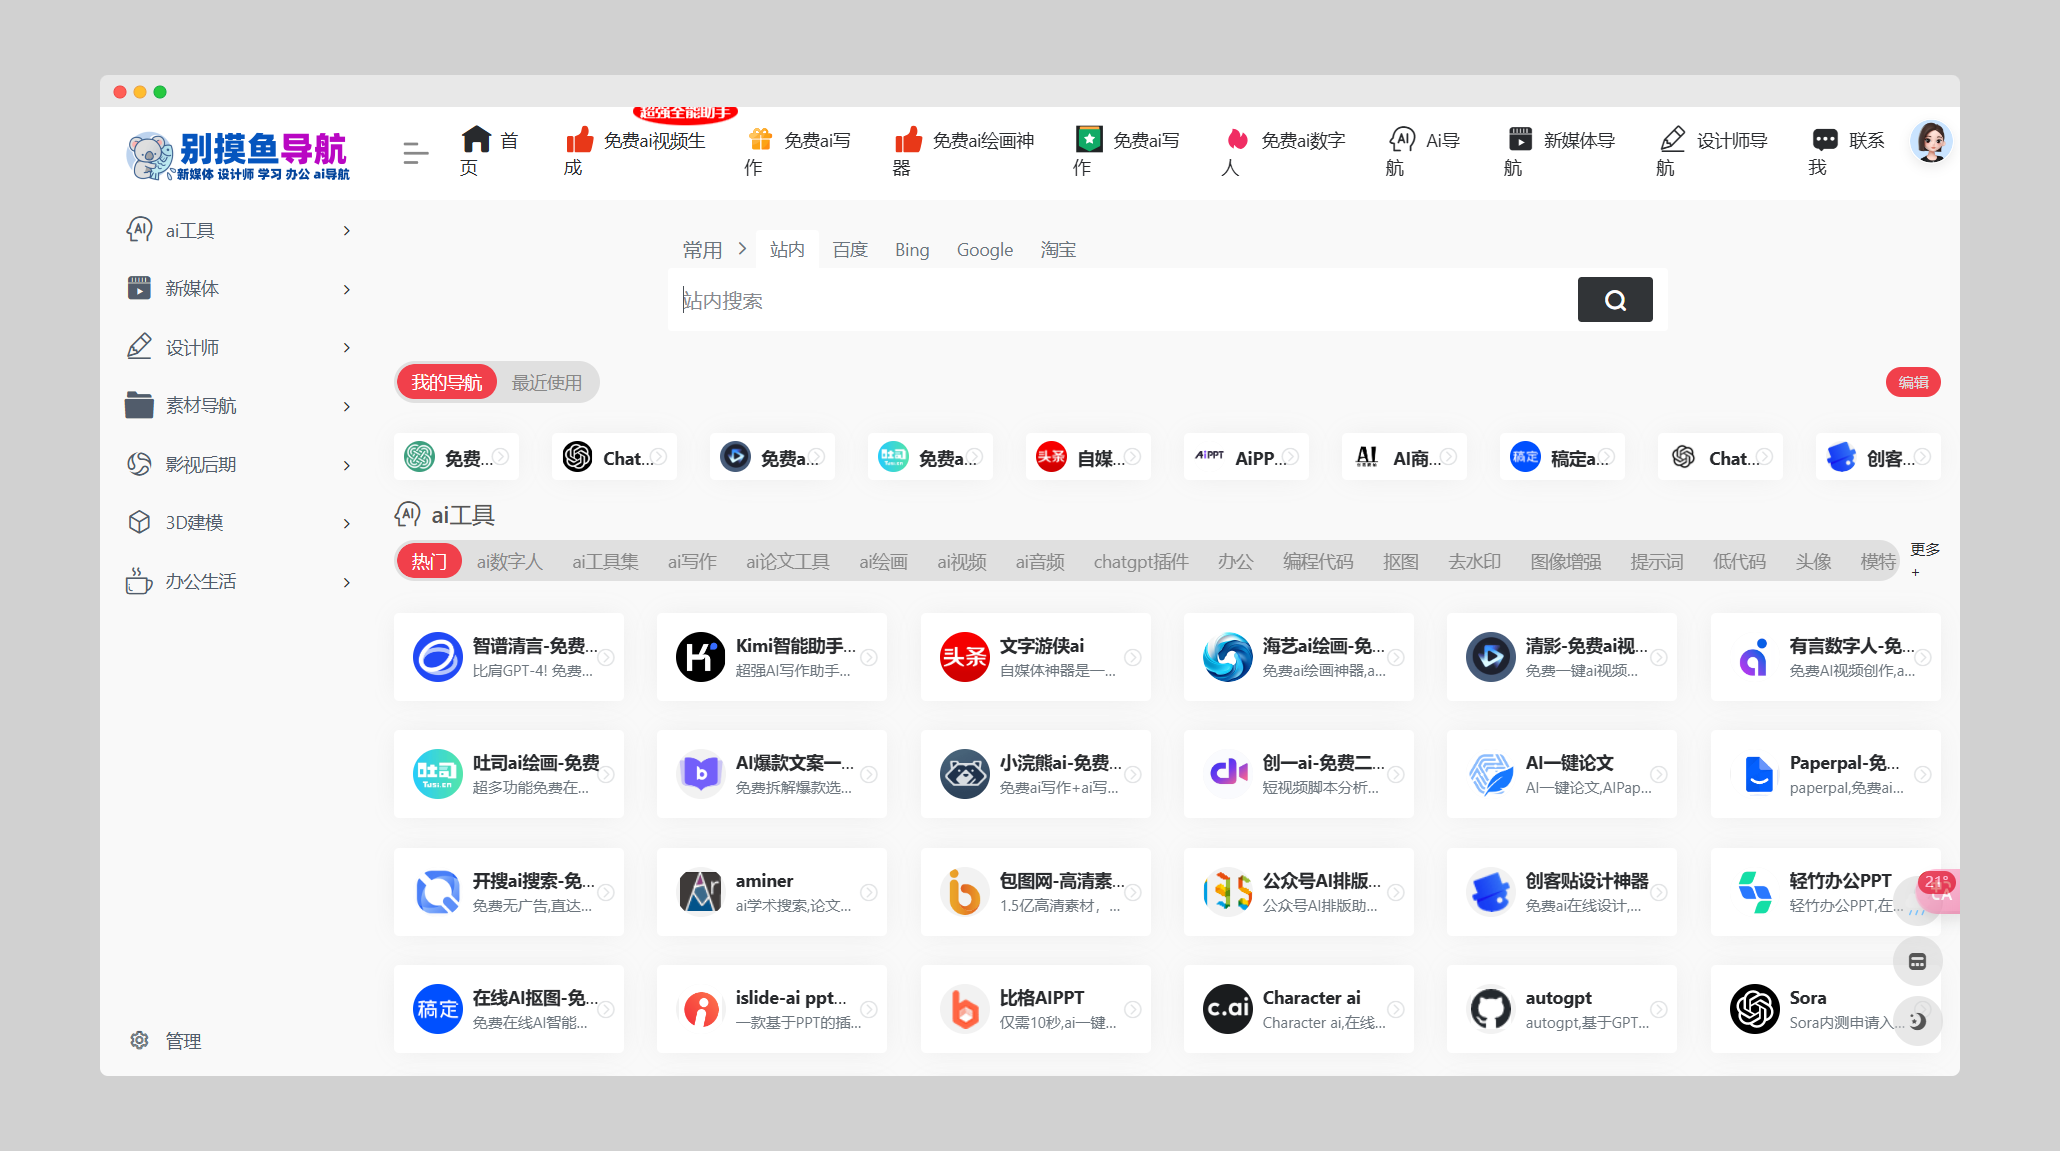 超强全能助手
别摸鱼导航
新媒体 设计师 学习 办公 ai导航
首页
免费ai视频生成
免费ai写作
免费ai绘画神器
免费ai写作
免费ai数字人
Ai导航
新媒体导航
设计师导航
联系我
ai工具
新媒体
设计师
素材导航
影视后期
3D建模
办公生活
管理
常用 站内 百度 Bing Google 淘宝
站内搜索
我的导航 最近使用 编辑
免费...
Chat...
免费a...
吐司
Tusi.cn
免费a...
头条
自媒...
AiPPT
AiPP...
AI
AI商...
稿定
稿定a...
Chat...
创客...
AI
ai工具
热门 ai数字人 ai工具集 ai写作 ai论文工具 ai绘画 ai视频 ai音频 chatgpt插件 办公 编程代码 抠图 去水印 图像增强 提示词 低代码 头像 模特 更多+
智谱清言-免费...
比肩GPT-4! 免费...
Kimi智能助手...
超强AI写作助手...
头条
文字游侠ai
自媒体神器是一...
海艺ai绘画-免...
免费ai绘画神器,a...
清影-免费ai视...
免费一键ai视频...
有言数字人-免...
免费AI视频创作,a...
吐司
Tusi.cn
吐司ai绘画-免费
超多功能免费在...
AI爆款文案一...
免费拆解爆款选...
小浣熊ai-免费...
免费ai写作+ai写...
创一ai-免费二...
短视频脚本分析...
AI一键论文
AI一键论文,AIPap...
Paperpal-免...
paperpal,免费ai...
开搜ai搜索-免...
免费无广告,直达...
aminer
ai学术搜索,论文...
包图网-高清素...
1.5亿高清素材，...
135
公众号AI排版...
公众号AI排版助...
创客贴设计神器
免费ai在线设计,...
轻竹办公PPT
轻竹办公PPT,在...
21°
稿定
在线AI抠图-免...
免费在线AI智能...
islide-ai ppt...
一款基于PPT的插...
比格AIPPT
仅需10秒,ai一键...
c.ai
Character ai
Character ai,在线...
autogpt
autogpt,基于GPT...
Sora
Sora内测申请入...